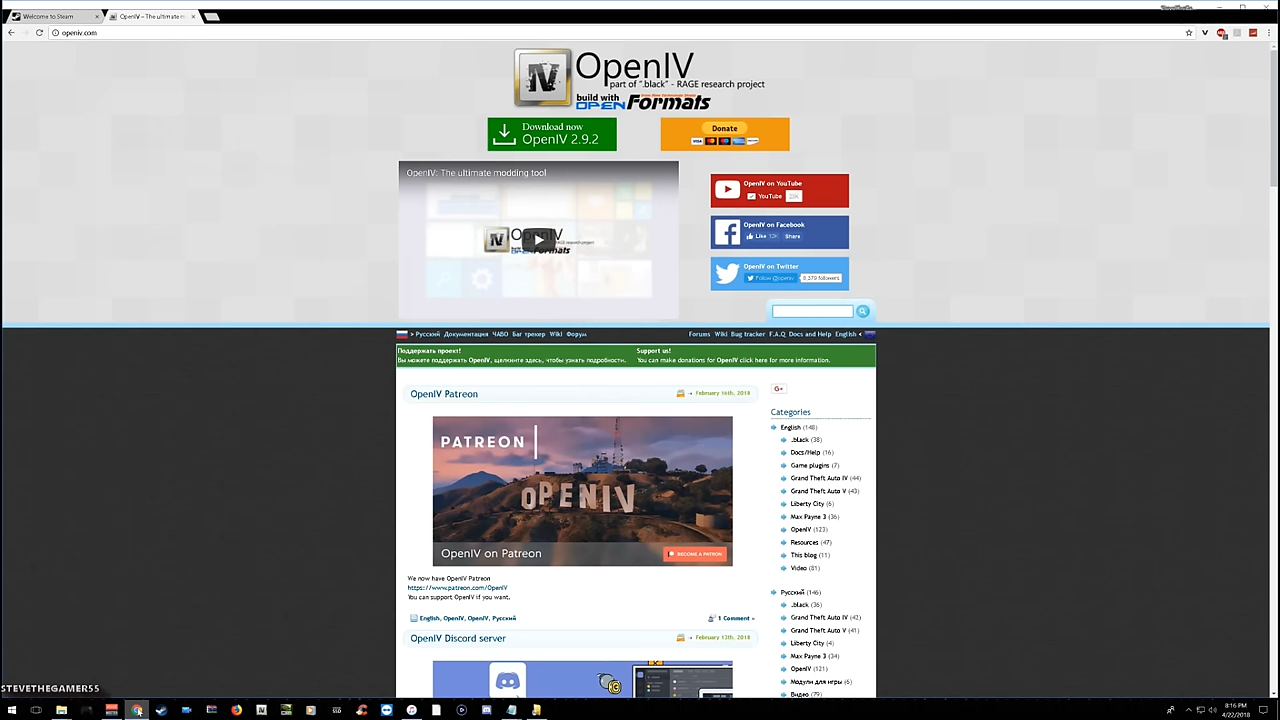 Welcome to Steam
OpenIV – The ultimate
openiv.com
OpenIV
part of ".black" - RAGE research project
build with OPEN Formats
Download now
OpenIV 2.9.2
Donate
OpenIV: The ultimate modding tool
OpenIV
OpenIV on YouTube
YouTube
OpenIV on Facebook
Like 12K Share
OpenIV on Twitter
Follow @openiv 8,379 followers
> Русский Документация ЧАВО Баг трекер Wiki Форум
Forums Wiki Bug tracker F.A.Q Docs and Help English <
Поддержать проект!
Вы можете поддержать OpenIV, щелкните здесь, чтобы узнать подробности.
Support us!
You can make donations for OpenIV click here for more information.
OpenIV Patreon
February 16th, 2018
PATREON
OPENIV
OpenIV on Patreon
BECOME A PATRON
We now have OpenIV Patreon
https://www.patreon.com/OpenIV
You can support OpenIV if you want.
English, OpenIV, OpenIV, Русский
1 Comment »
OpenIV Discord server
February 13th, 2018
G+
Categories
English (148)
.black (38)
Docs/Help (16)
Game plugins (7)
Grand Theft Auto IV (44)
Grand Theft Auto V (43)
Liberty City (6)
Max Payne 3 (36)
OpenIV (123)
Resources (47)
This blog (11)
Video (81)
Русский (146)
.black (36)
Grand Theft Auto IV (42)
Grand Theft Auto V (41)
Liberty City (4)
Max Payne 3 (34)
OpenIV (121)
Модули для игры (6)
Видео (79)
STEVETHEGAMER55
8:16 PM
4/22/2018